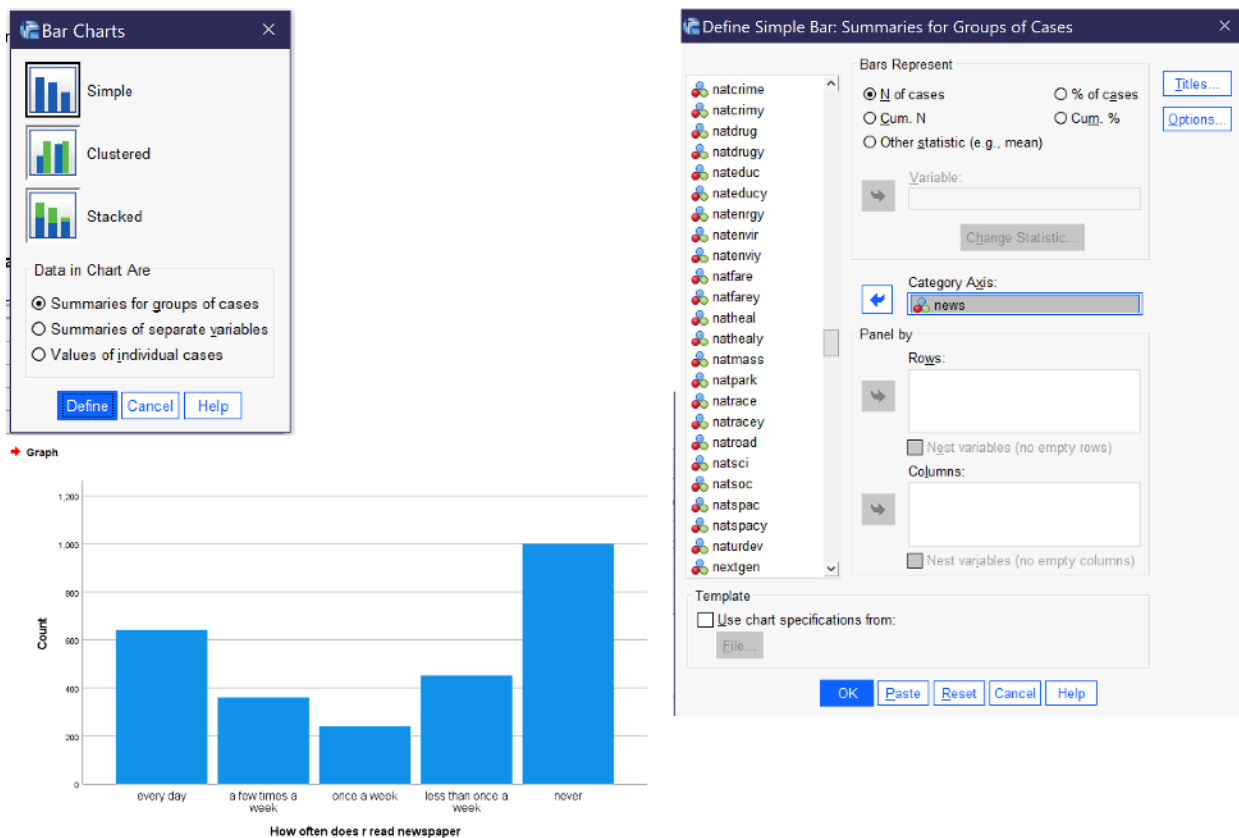 Bar Charts
Simple
Clustered
Stacked
Data in Chart Are
Summaries for groups of cases
Summaries of separate variables
Values of individual cases
Define Cancel Help
Graph
1,200
1,000
800
600
400
200
0
Count
every day
a few times a
week
once a week
less than once a
week
never
How often does r read newspaper
Define Simple Bar: Summaries for Groups of Cases
natcrime
natcrimy
natdrug
natdrugy
nateduc
nateducy
natenrgy
natenvir
natenviy
natfare
natfarey
natheal
nathealy
natmass
natpark
natrace
natracey
natroad
natsci
natsoc
natspac
natspacy
naturdev
nextgen
Bars Represent
N of cases
% of cases
Cum. N
Cum. %
Other statistic (e.g., mean)
Variable:
Change Statistic...
Category Axis:
news
Panel by
Rows:
Nest variables (no empty rows)
Columns:
Nest variables (no empty columns)
Titles...
Options...
Template
Use chart specifications from:
File...
OK Paste Reset Cancel Help